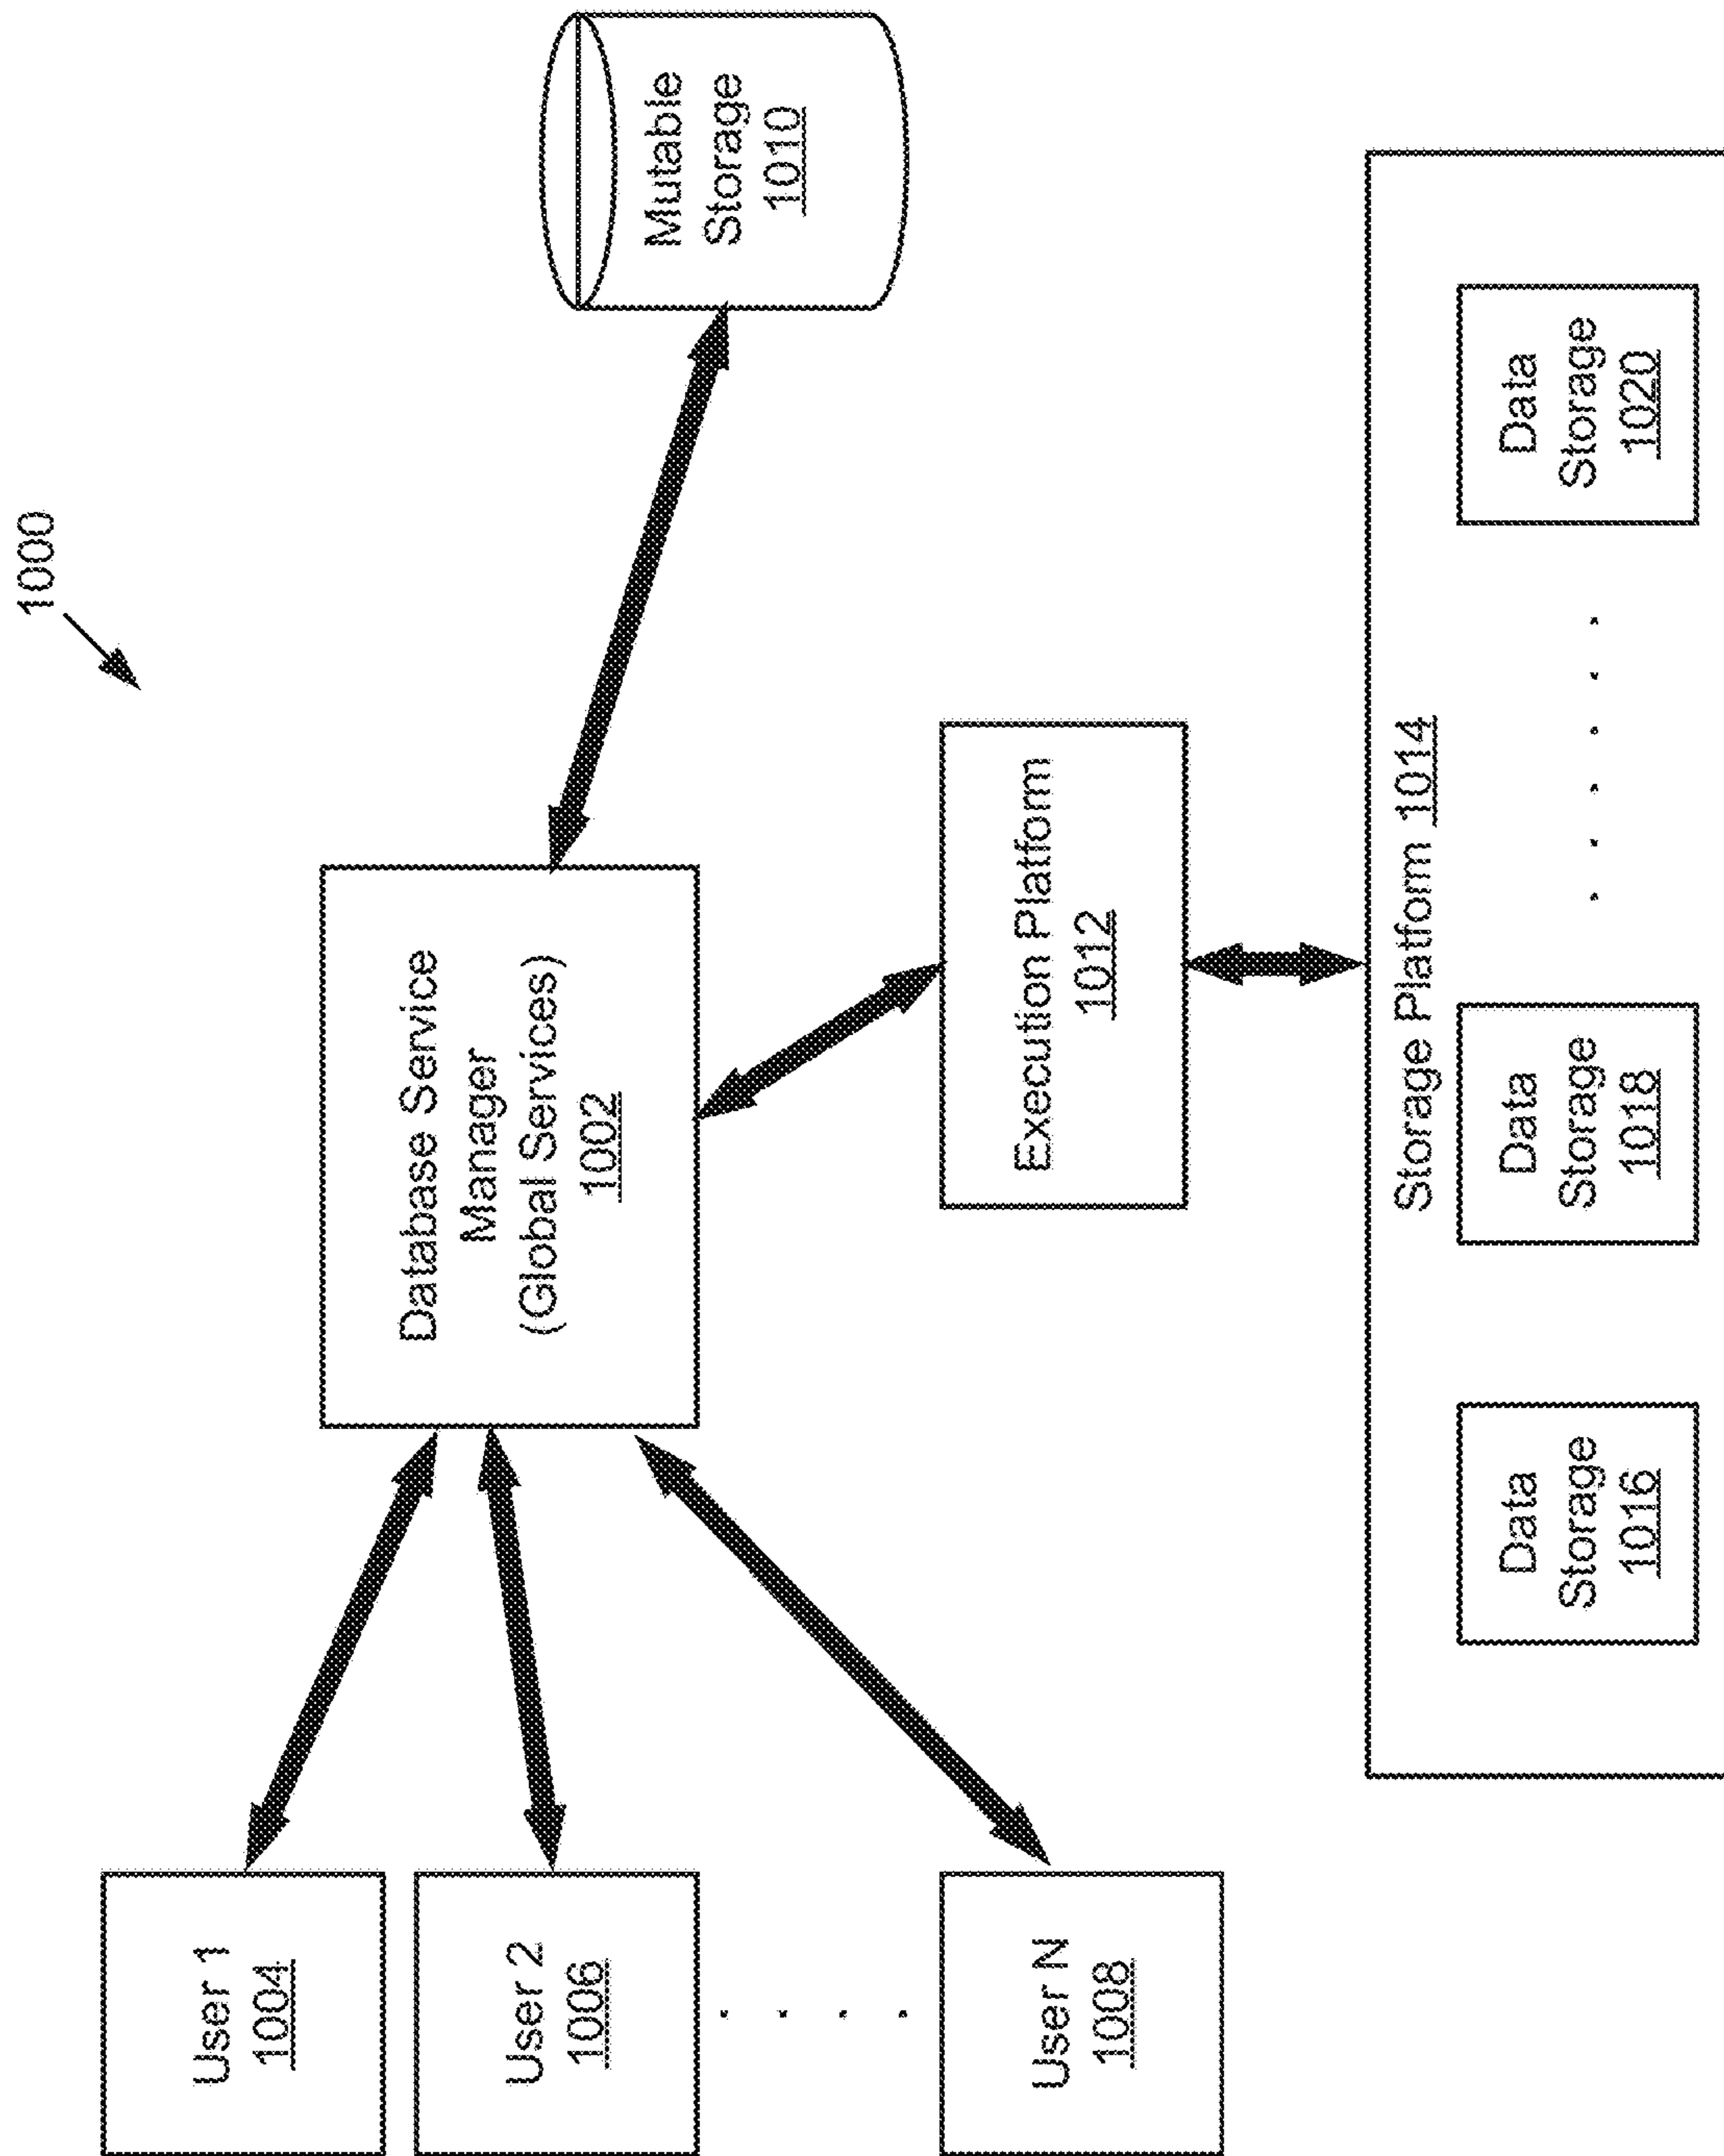 1000
User 1
1004
User 2
1006
User N
1008
Database Service
Manager
(Global Services)
1002
Mutable
Storage
1010
Execution Platform
1012
Storage Platform 1014
Data
Storage
1016
Data
Storage
1018
Data
Storage
1020